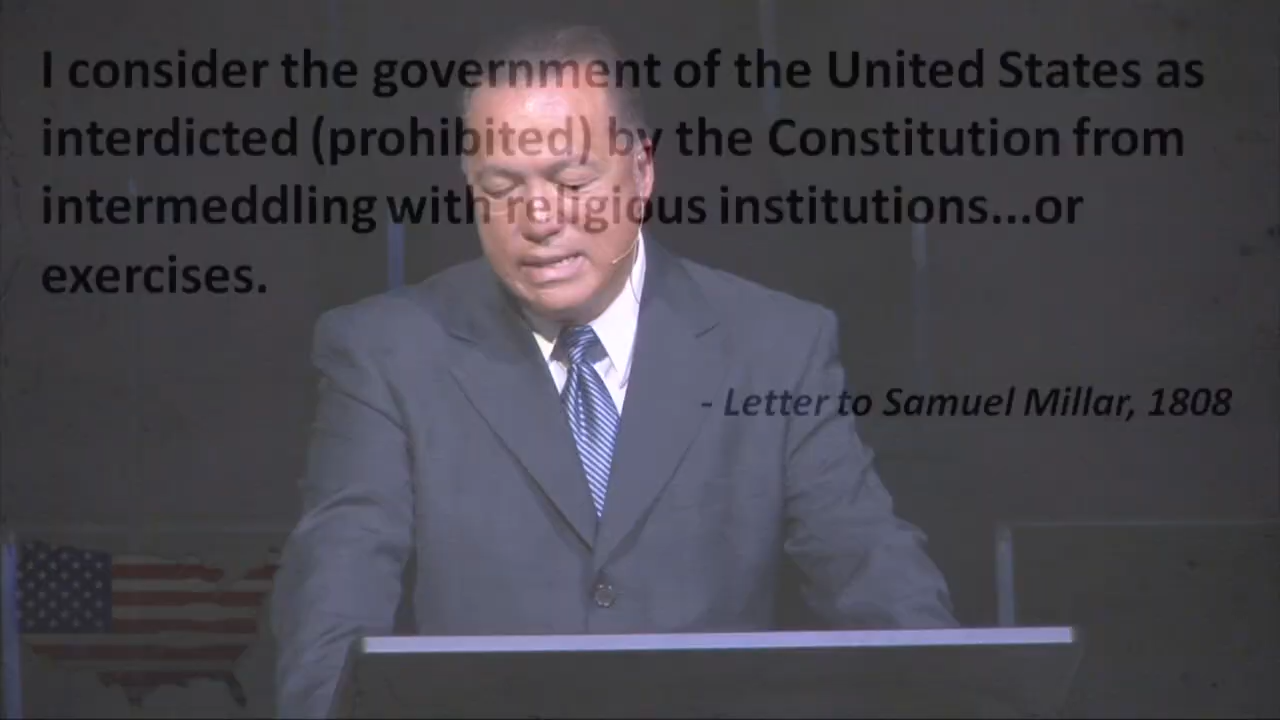 I consider the government of the United States as
interdicted (prohibited) by the Constitution from
intermeddling with religious institutions...or
exercises.
- Letter to Samuel Millar, 1808